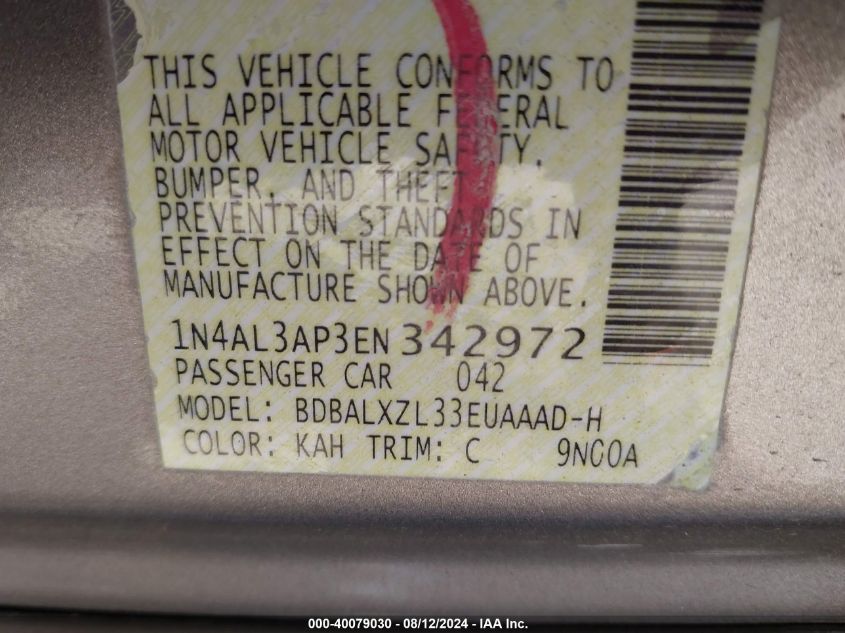 THIS VEHICLE CONFORMS TO
ALL APPLICABLE FEDERAL
MOTOR VEHICLE SAFETY,
BUMPER, AND THEFT
PREVENTION STANDARDS IN
EFFECT ON THE DATE OF
MANUFACTURE SHOWN ABOVE.
1N4AL3AP3EN342972
PASSENGER CAR 042
MODEL: BDBALXZL33EUAAAD-H
COLOR: KAH TRIM: C 9NC0A
000-40079030 - 08/12/2024 - IAA Inc.